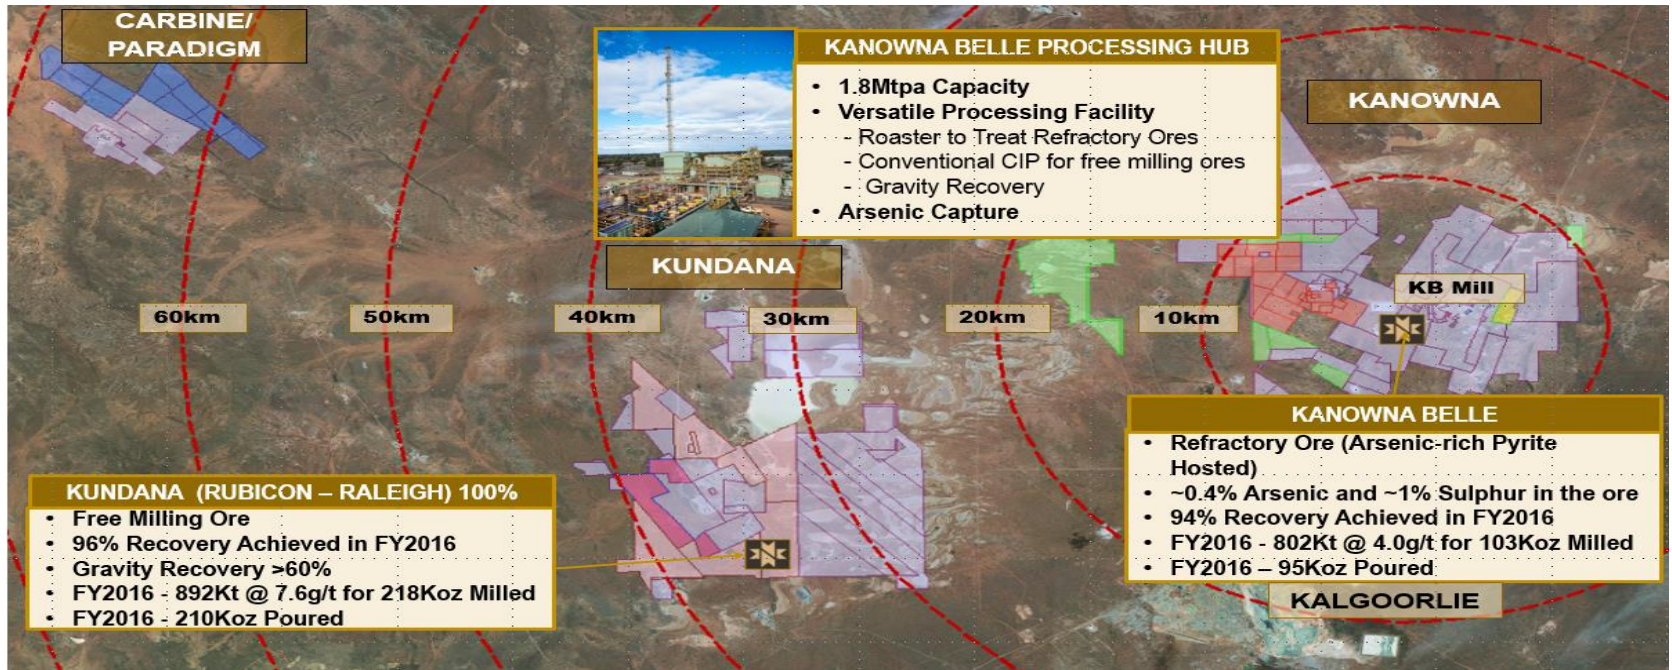 CARBINE/
PARADIGM
KANOWNA BELLE PROCESSING HUB
• 1.8Mtpa Capacity
• Versatile Processing Facility
- Roaster to Treat Refractory Ores
- Conventional CIP for free milling ores
- Gravity Recovery
• Arsenic Capture
KANOWNA
KUNDANA
KB Mill
60km
50km
40km
30km
20km
10km
KUNDANA (RUBICON – RALEIGH) 100%
• Free Milling Ore
• 96% Recovery Achieved in FY2016
• Gravity Recovery >60%
• FY2016 - 892Kt @ 7.6g/t for 218Koz Milled
• FY2016 - 210Koz Poured
KANOWNA BELLE
• Refractory Ore (Arsenic-rich Pyrite
Hosted)
• ~0.4% Arsenic and ~1% Sulphur in the ore
• 94% Recovery Achieved in FY2016
• FY2016 - 802Kt @ 4.0g/t for 103Koz Milled
• FY2016 – 95Koz Poured
KALGOORLIE